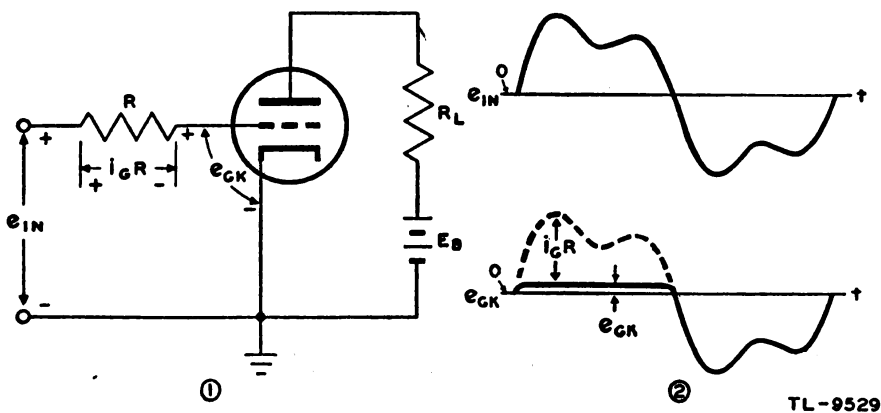 R
+
+
+ iGR -
eGK
-
eIN
-
RL
EB
①
0
eIN
t
iGR
0
eGK
t
eGK
②
TL-9529